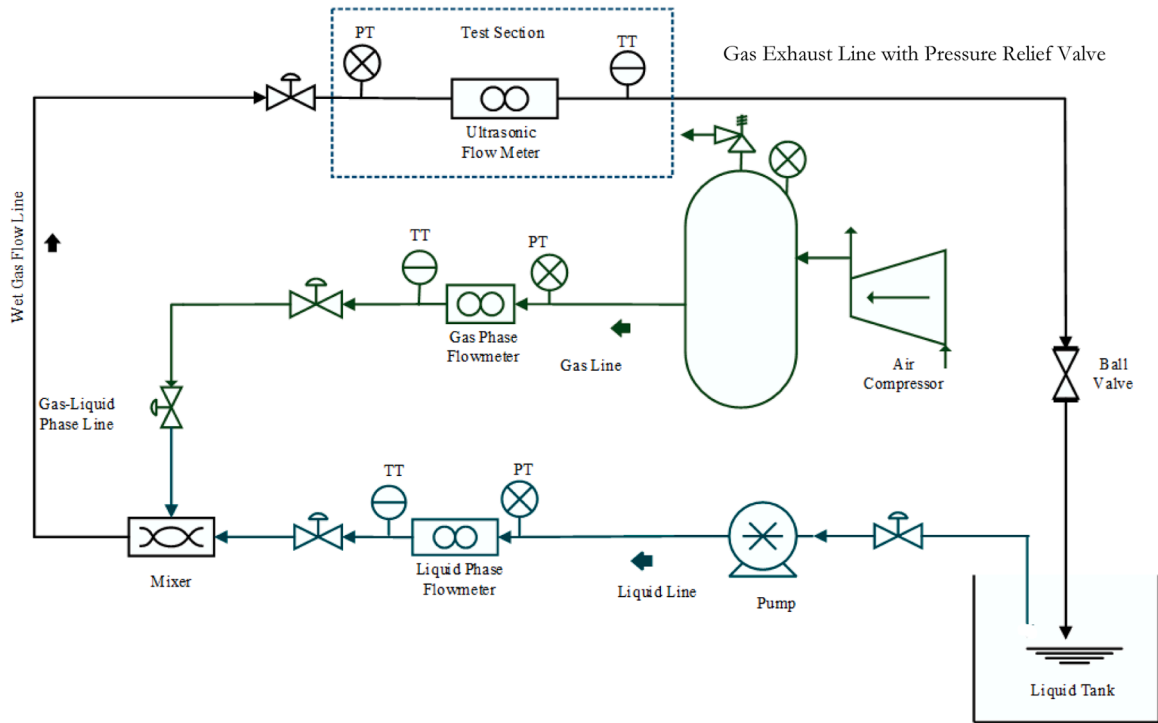 PT
Test Section
TT
Gas Exhaust Line with Pressure Relief Valve
Ultrasonic
Flow Meter
Wet Gas Flow Line
TT
PT
Gas Phase
Flowmeter
Gas Line
Air
Compressor
Ball
Valve
Gas-Liquid
Phase Line
TT
PT
Mixer
Liquid Phase
Flowmeter
Liquid Line
Pump
Liquid Tank